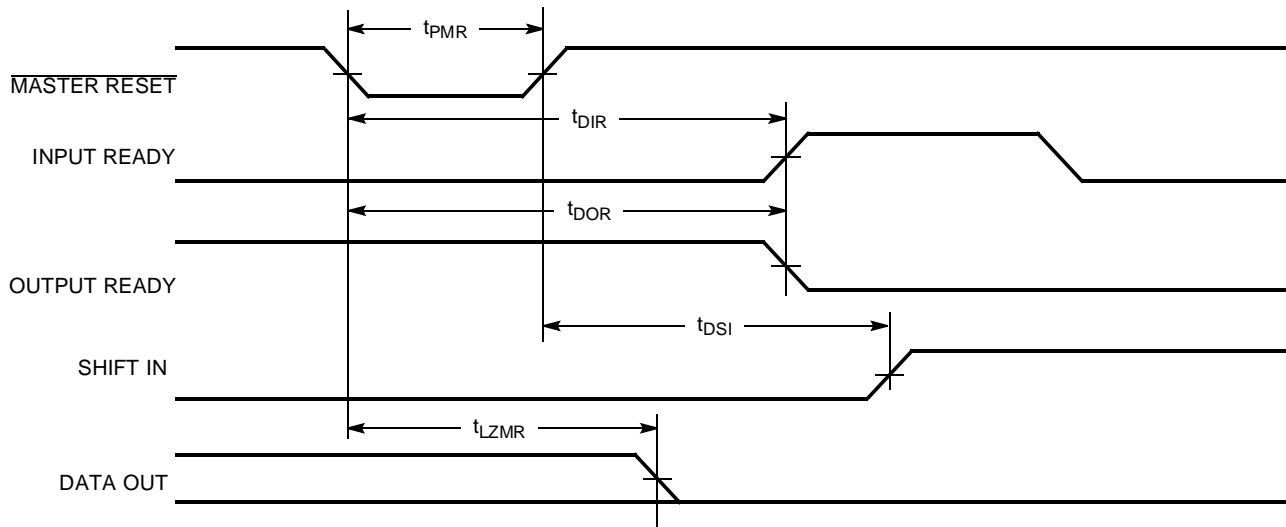 tPMR
MASTER RESET
tDIR
INPUT READY
tDOR
OUTPUT READY
tDSI
SHIFT IN
tLZMR
DATA OUT